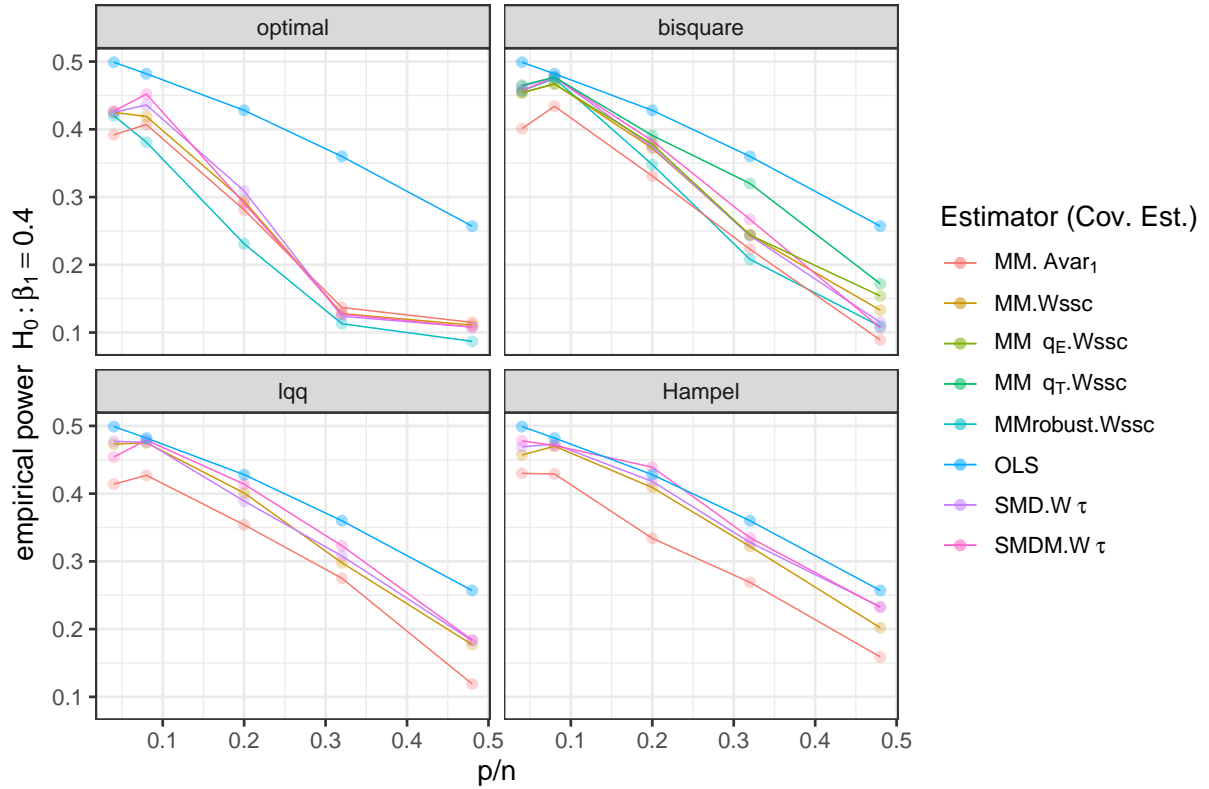 optimal
bisquare
0.5
0.4
0.3
0.2
0.1
lqq
Hampel
0.5
0.4
0.3
0.2
0.1
0.1 0.2 0.3 0.4 0.5
0.1 0.2 0.3 0.4 0.5
p/n
empirical power H₀ : β₁ = 0.4
Estimator (Cov. Est.)
MM. Avar₁
MM.Wssc
MM q_E.Wssc
MM q_T.Wssc
MMrobust.Wssc
OLS
SMD.W τ
SMDM.W τ